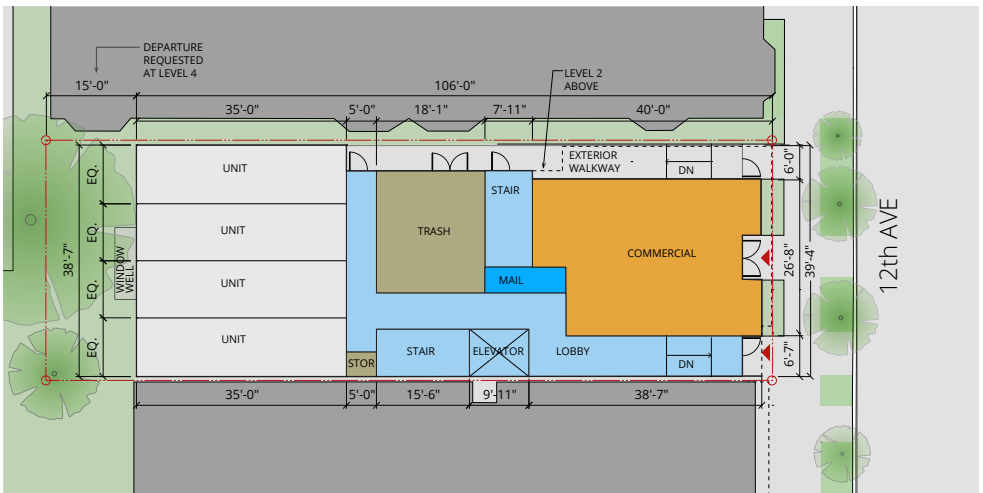 DEPARTURE
REQUESTED
AT LEVEL 4
LEVEL 2
ABOVE
15'-0"
106'-0"
35'-0"
5'-0"
18'-1"
7'-11"
40'-0"
EXTERIOR
WALKWAY
DN
6'-0"
EQ.
UNIT
STAIR
EQ.
UNIT
TRASH
COMMERCIAL
38'-7"
WINDOW
WELL
26'-8"
39'-4"
12th AVE
EQ.
UNIT
MAIL
EQ.
UNIT
STOR
STAIR
ELEVATOR
LOBBY
DN
6'-7"
35'-0"
5'-0"
15'-6"
9'-11"
38'-7"